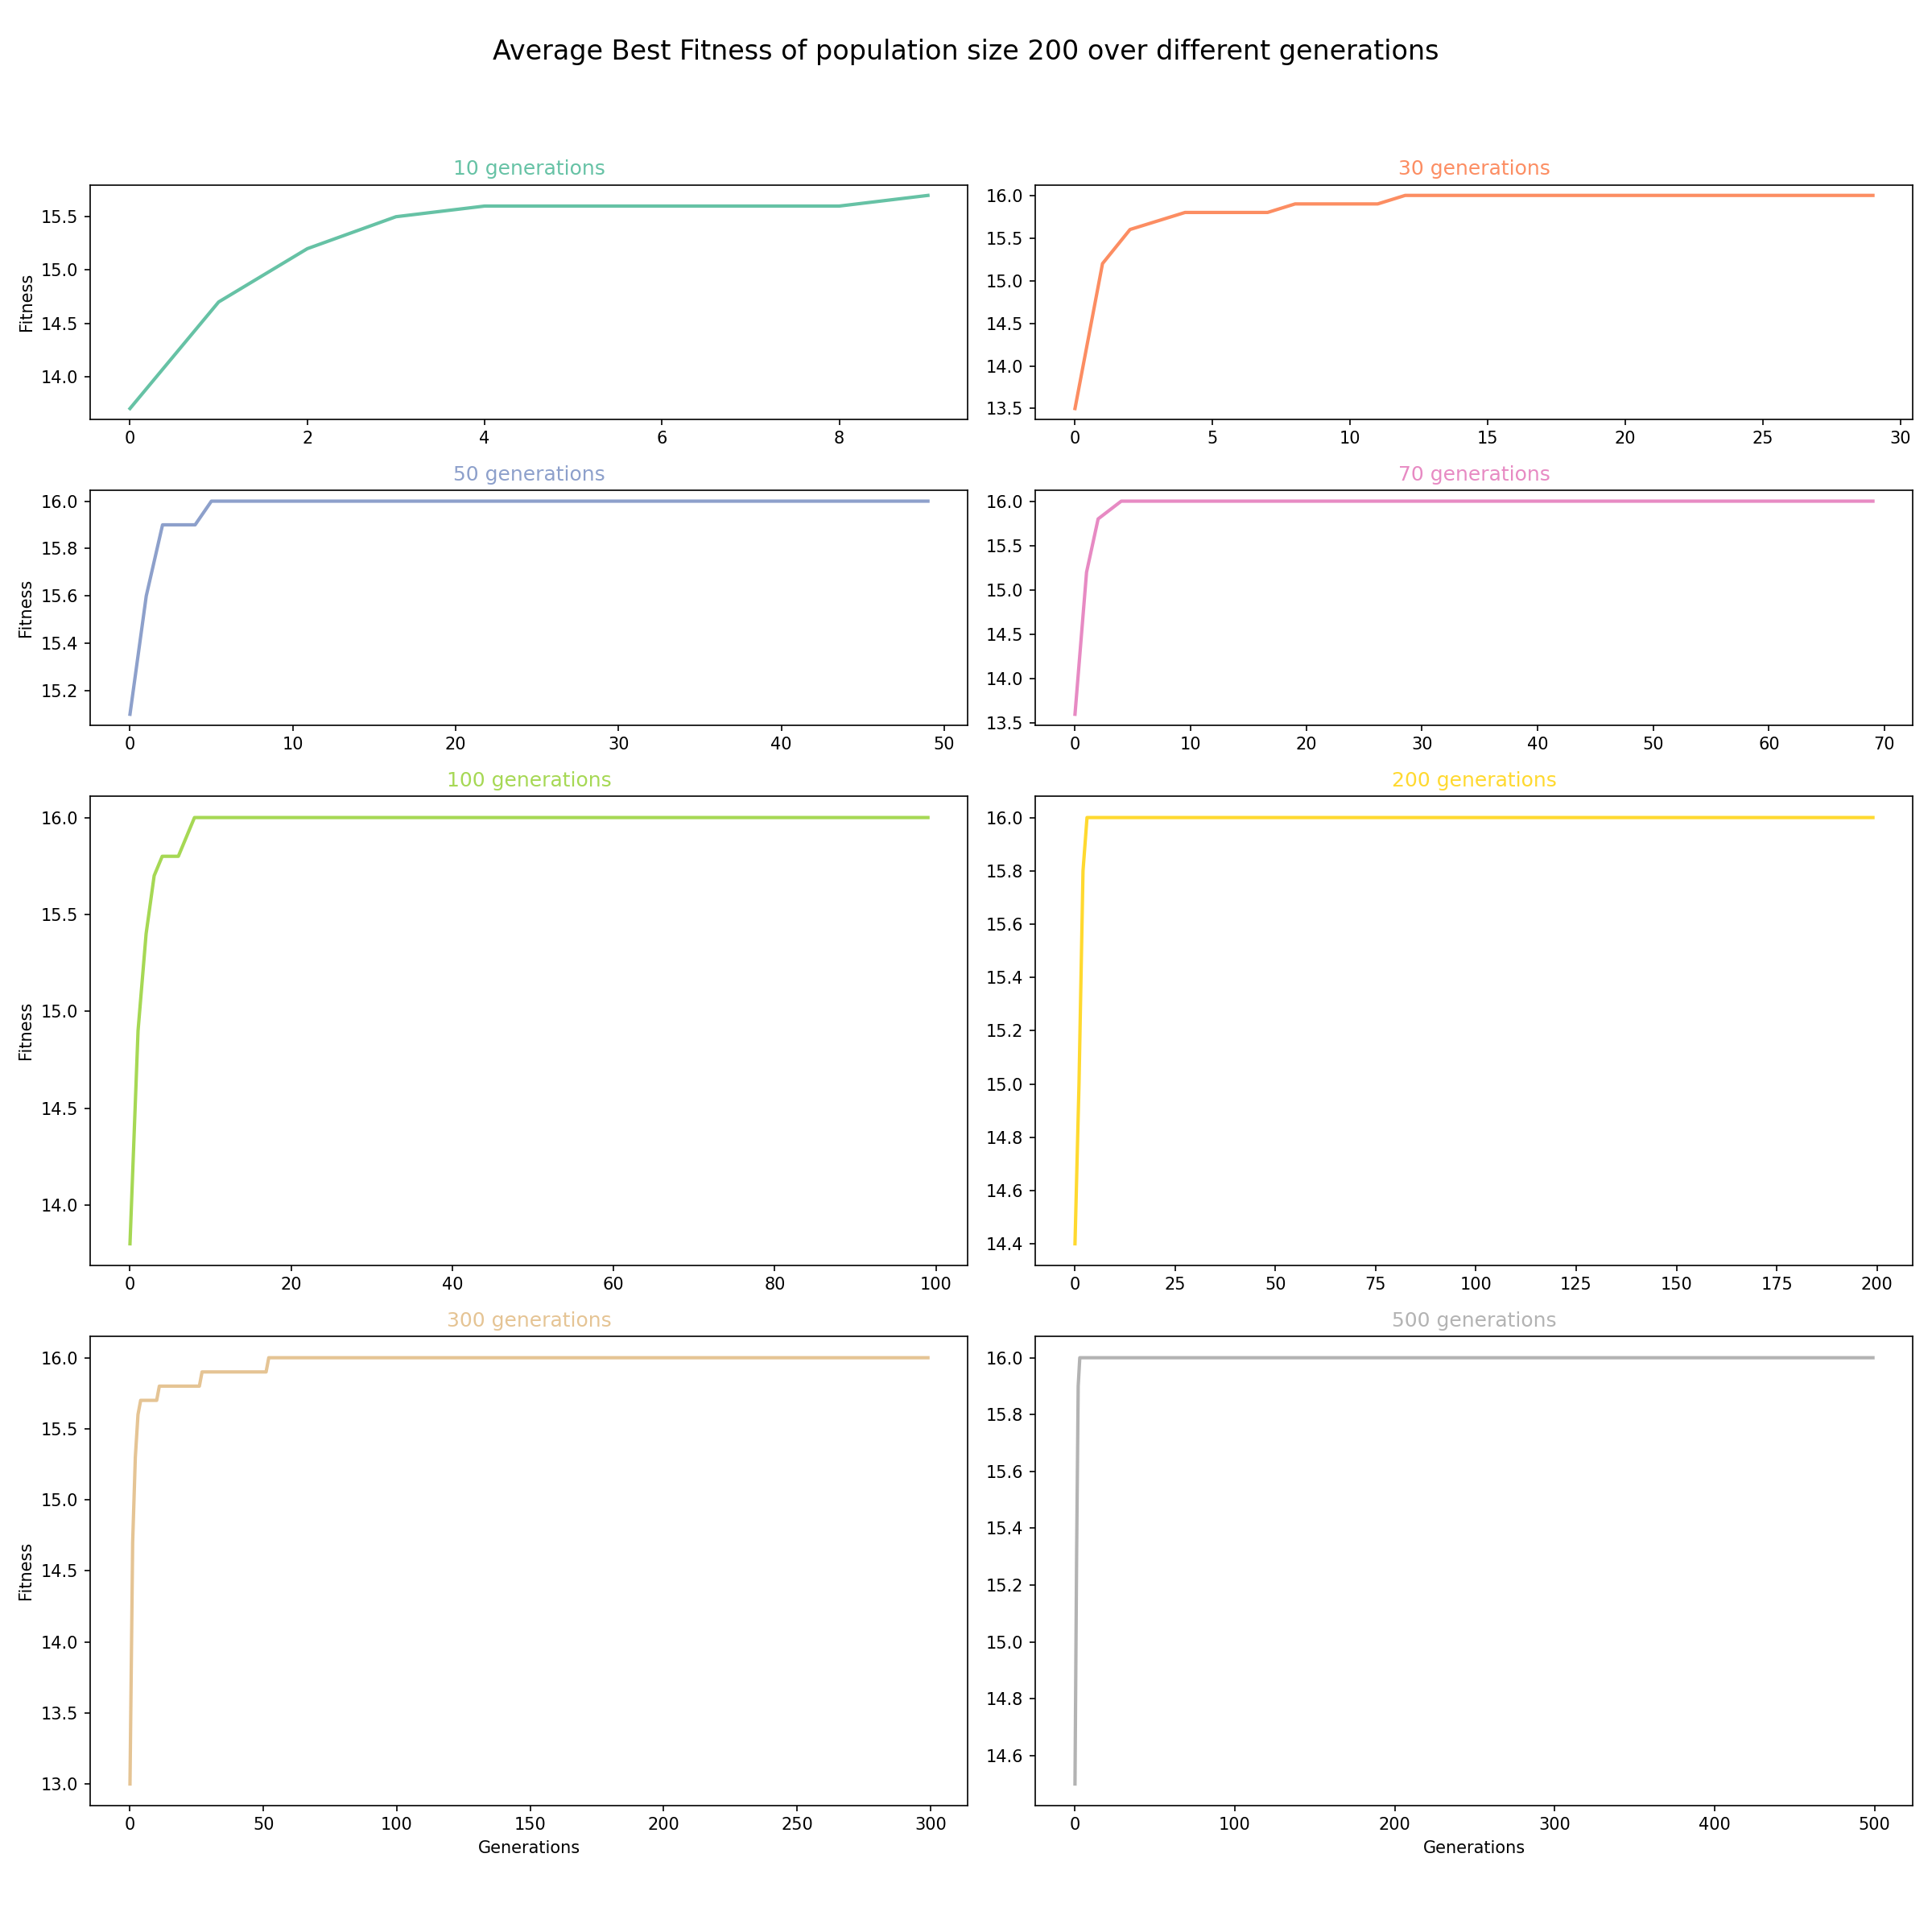 Average Best Fitness of population size 200 over different generations
10 generations
Fitness
15.5
15.0
14.5
14.0
0 2 4 6 8
30 generations
16.0
15.5
15.0
14.5
14.0
13.5
0 5 10 15 20 25 30
50 generations
Fitness
16.0
15.8
15.6
15.4
15.2
0 10 20 30 40 50
70 generations
16.0
15.5
15.0
14.5
14.0
13.5
0 10 20 30 40 50 60 70
100 generations
Fitness
16.0
15.5
15.0
14.5
14.0
0 20 40 60 80 100
200 generations
16.0
15.8
15.6
15.4
15.2
15.0
14.8
14.6
14.4
0 25 50 75 100 125 150 175 200
300 generations
Fitness
16.0
15.5
15.0
14.5
14.0
13.5
13.0
0 50 100 150 200 250 300
Generations
500 generations
16.0
15.8
15.6
15.4
15.2
15.0
14.8
14.6
0 100 200 300 400 500
Generations